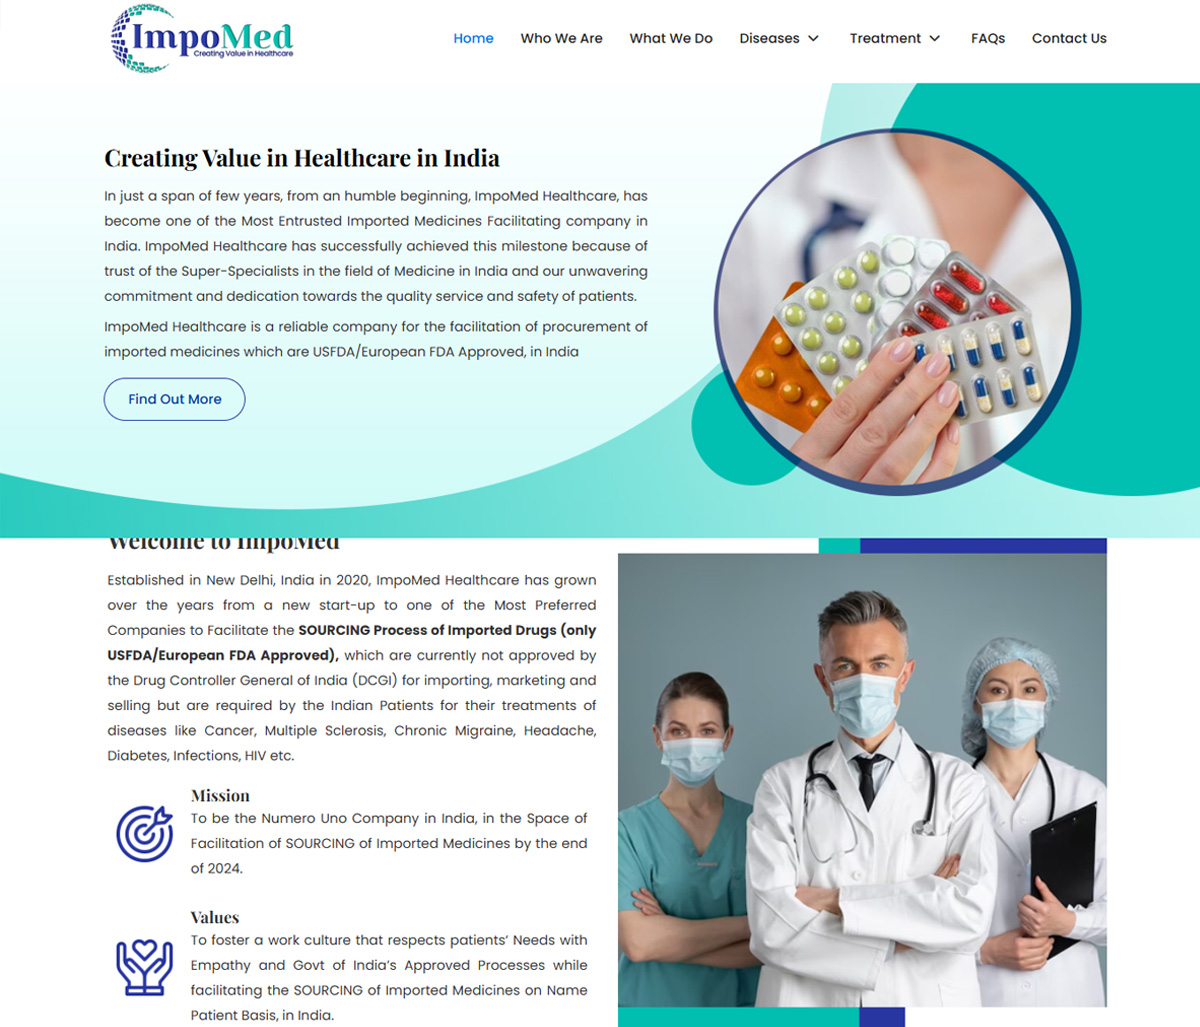 ImpoMed
Creating Value in Healthcare
Home Who We Are What We Do Diseases Treatment FAQs Contact Us
Creating Value in Healthcare in India
In just a span of few years, from an humble beginning, ImpoMed Healthcare, has
become one of the Most Entrusted Imported Medicines Facilitating company in
India. ImpoMed Healthcare has successfully achieved this milestone because of
trust of the Super-Specialists in the field of Medicine in India and our unwavering
commitment and dedication towards the quality service and safety of patients.
ImpoMed Healthcare is a reliable company for the facilitation of procurement of
imported medicines which are USFDA/European FDA Approved, in India
Find Out More
Welcome to ImpoMed
Established in New Delhi, India in 2020, ImpoMed Healthcare has grown
over the years from a new start-up to one of the Most Preferred
Companies to Facilitate the SOURCING Process of Imported Drugs (only
USFDA/European FDA Approved), which are currently not approved by
the Drug Controller General of India (DCGI) for importing, marketing and
selling but are required by the Indian Patients for their treatments of
diseases like Cancer, Multiple Sclerosis, Chronic Migraine, Headache,
Diabetes, Infections, HIV etc.
Mission
To be the Numero Uno Company in India, in the Space of
Facilitation of SOURCING of Imported Medicines by the end
of 2024.
Values
To foster a work culture that respects patients' Needs with
Empathy and Govt of India's Approved Processes while
facilitating the SOURCING of Imported Medicines on Name
Patient Basis, in India.